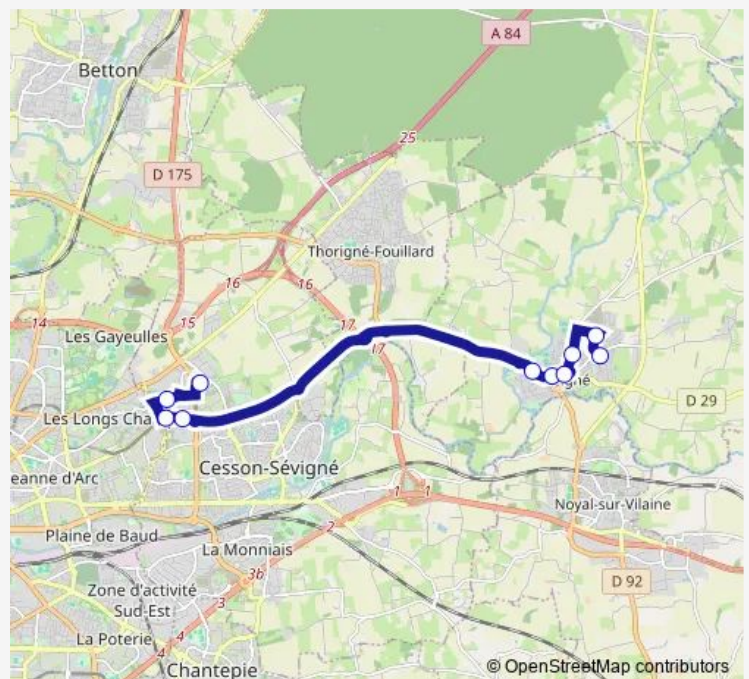 A 84
Betton
25
D 175
Thorigné-Fouillard
16
16
14
15
17
Les Gayeulles
17
gné
D 29
Les Longs Cha
Cesson-Sévigné
eanne d'Arc
1
1
Noyal-sur-Vilaine
2
Plaine de Baud
La Monniais
3b
D 92
Zone d'activité
Sud-Est
3
4
La Poterie
4
Chantepie
© OpenStreetMap contributors